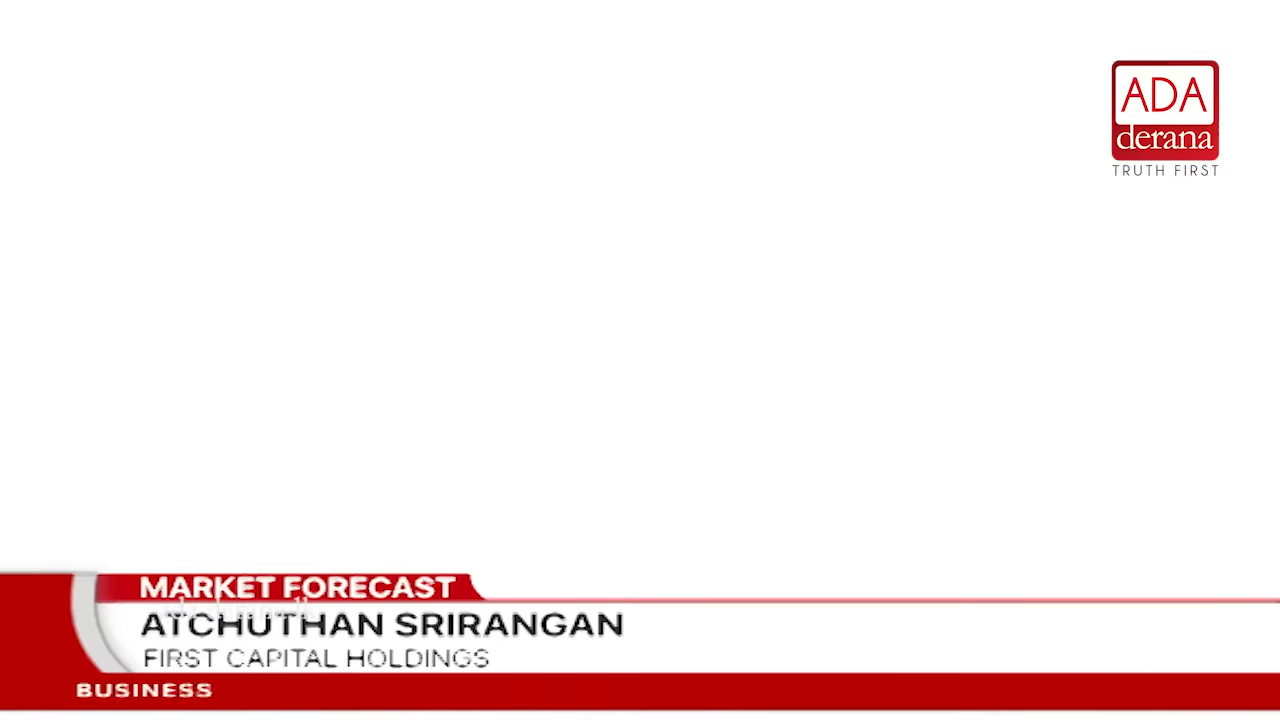 ADA
derana
TRUTH FIRST
MARKET FORECAST
ATCHUTHAN SRIRANGAN
FIRST CAPITAL HOLDINGS
BUSINESS